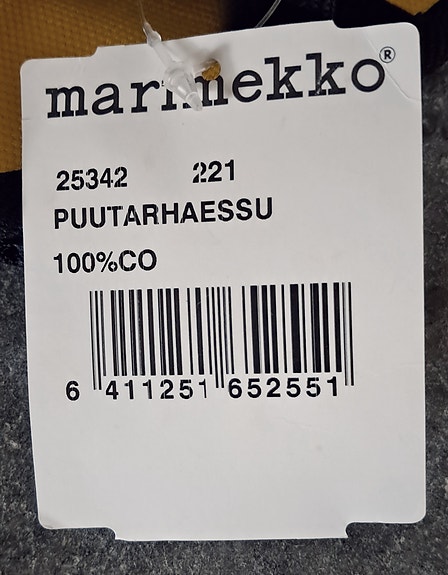 marimekko®
25342 221
PUUTARHAESSU
100%CO
6 411251 652551